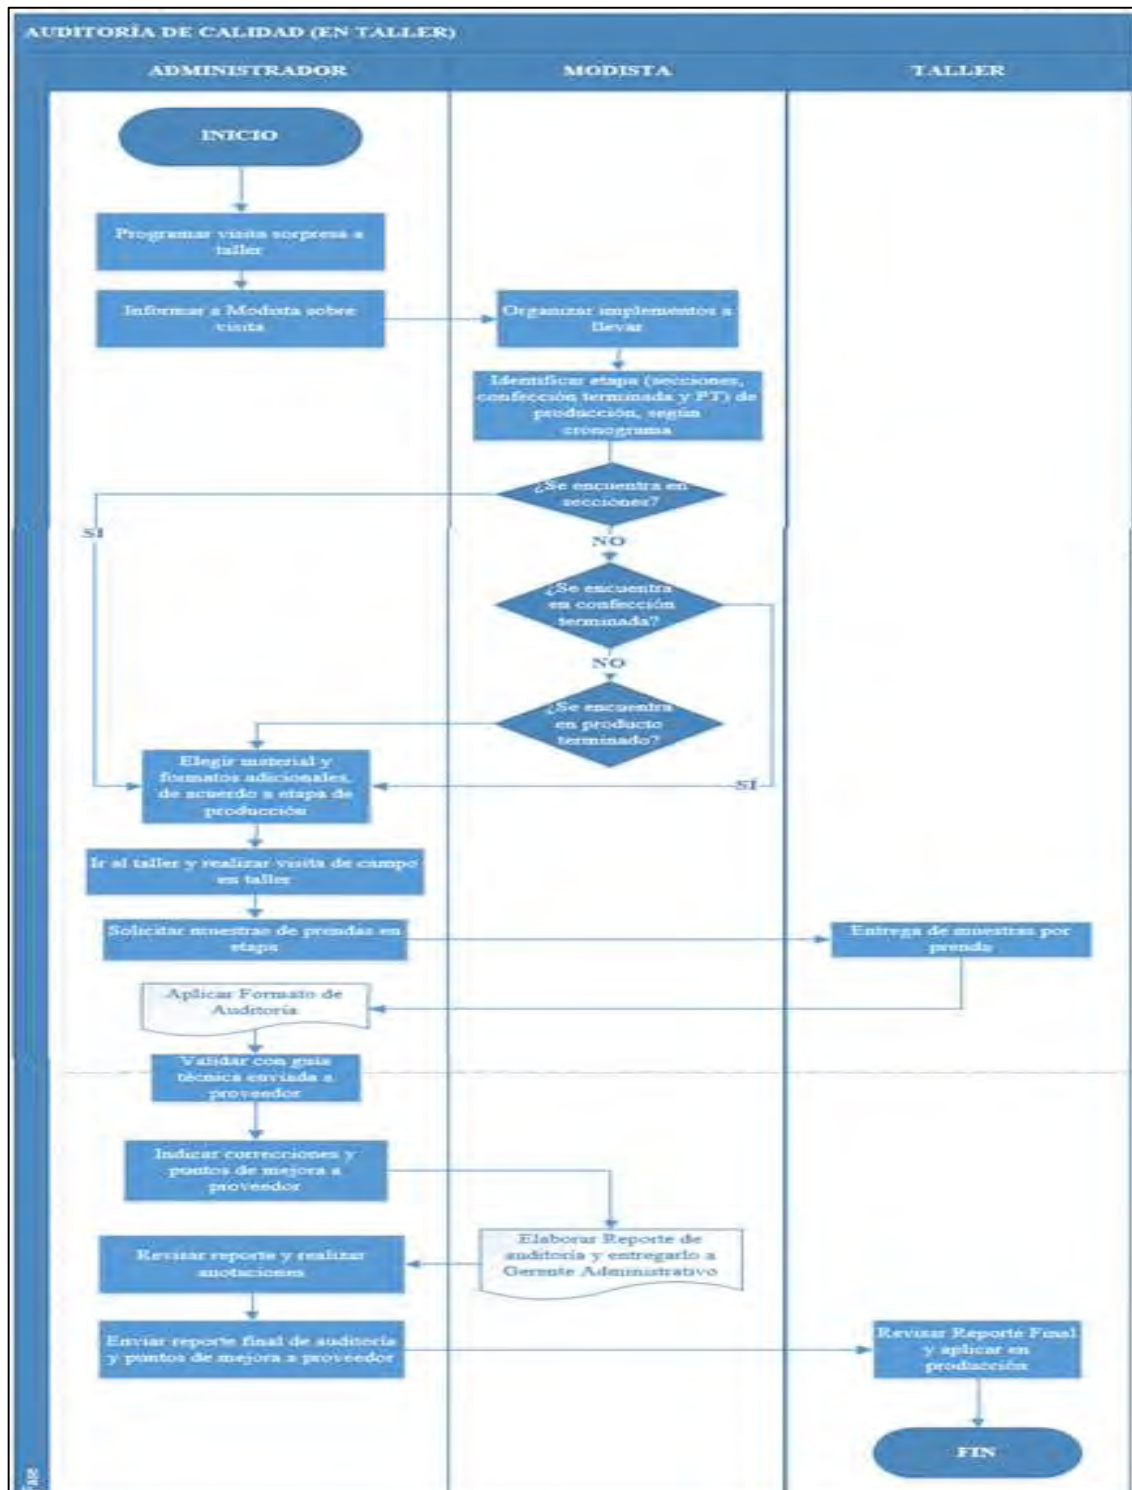 AUDITORÍA DE CALIDAD (EN TALLER)
ADMINISTRADOR
MODISTA
TALLER
INICIO
Programar visita sorpresa a
taller
Informar a Modista sobre
visita
Organizar implementos a
llevar
Identificar etapa (secciones,
confección terminada y PT) de
producción, según
cronograma
¿Se encuentra en
secciones?
SI
NO
¿Se encuentra
en confección
terminada?
NO
¿Se encuentra
en producto
terminado?
SÍ
Elegir material y
formatos adicionales,
de acuerdo a etapa de
producción
Ir al taller y realizar visita de campo
en taller
Solicitar muestras de prendas en
etapa
Entrega de muestras por
prenda
Aplicar Formato de
Auditoría
Validar con guía
técnica enviada a
proveedor
Indicar correcciones y
puntos de mejora a
proveedor
Elaborar Reporte de
auditoría y entregarlo a
Gerente Administrativo
Revisar reporte y realizar
anotaciones
Enviar reporte final de auditoría
y puntos de mejora a proveedor
Revisar Reporte Final
y aplicar en
producción
FIN
Fase